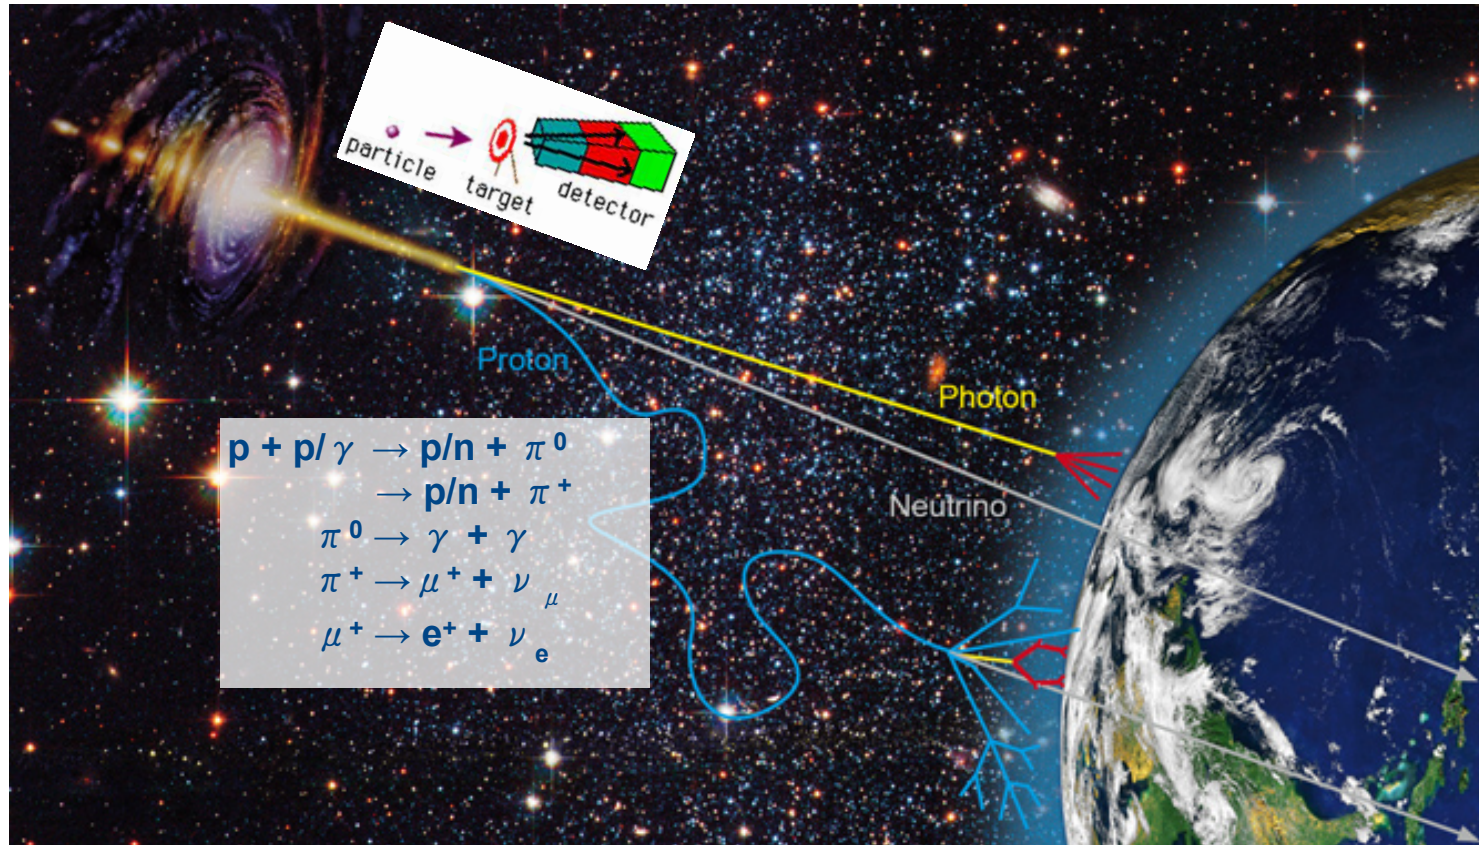 particle
target
detector
Proton
Photon
Neutrino
p + p/ γ → p/n + π⁰
→ p/n + π⁺
π⁰ → γ + γ
π⁺ → μ⁺ + ν_μ
μ⁺ → e⁺ + ν_e